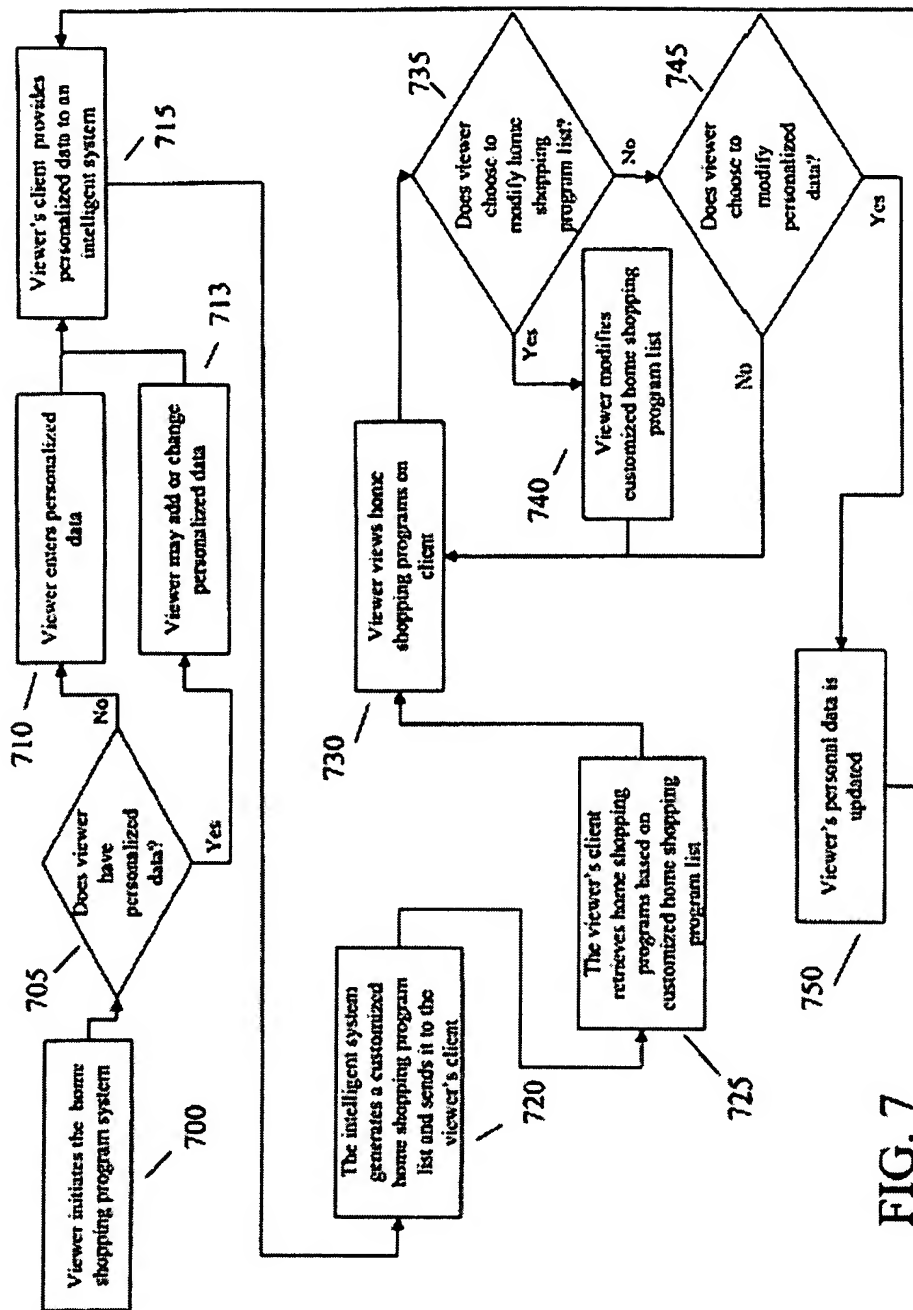 Viewer initiates the home
shopping program system
700
705
Does viewer
have
personalized
data?
No
Yes
710
Viewer enters personalized
data
Viewer may add or change
personalized data
713
Viewer's client provides
personalized data to an
intelligent system
715
The intelligent system
generates a customized
home shopping program
list and sends it to the
viewer's client
720
The viewer's client
retrieves home shopping
programs based on
customized home shopping
program list
725
730
Viewer views home
shopping programs on
client
735
Does viewer
choose to
modify home
shopping
program list?
Yes
No
740
Viewer modifies
customized home shopping
program list
745
Does viewer
choose to
modify
personalized
data?
No
Yes
750
Viewer's personal data is
updated
FIG. 7